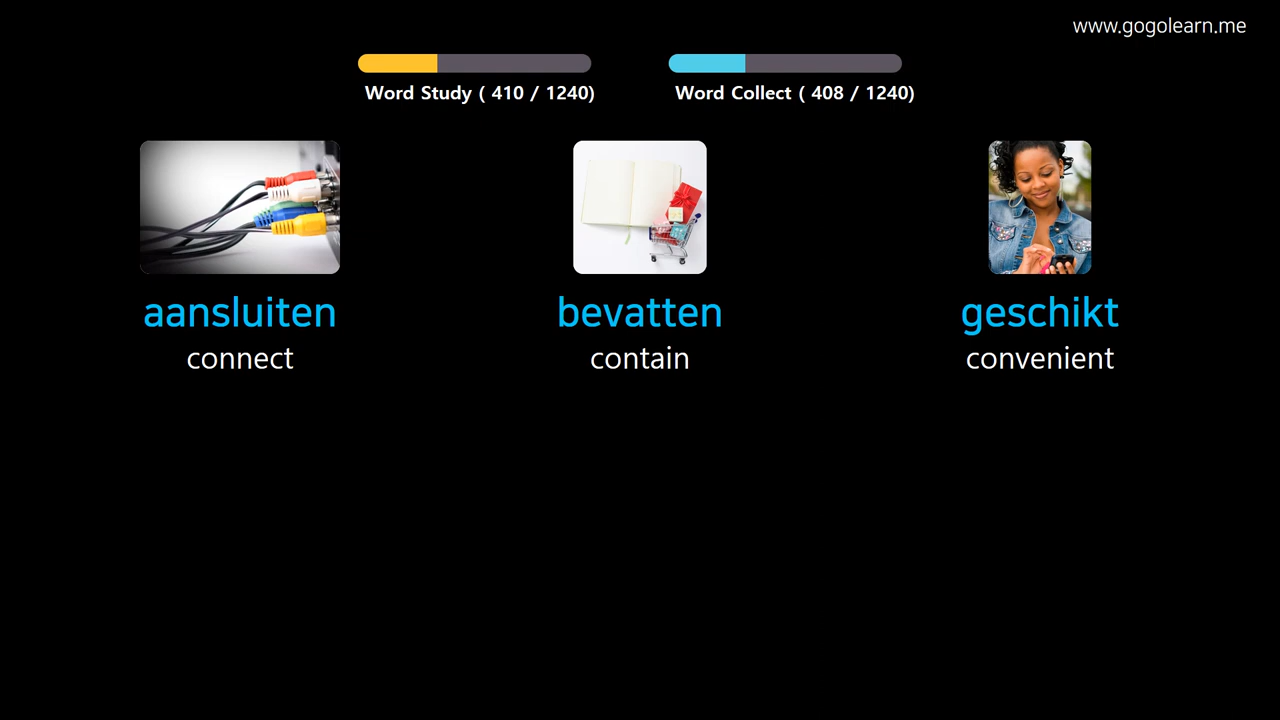 www.gogolearn.me
Word Study ( 410 / 1240)
Word Collect ( 408 / 1240)
aansluiten
bevatten
geschikt
connect
contain
convenient